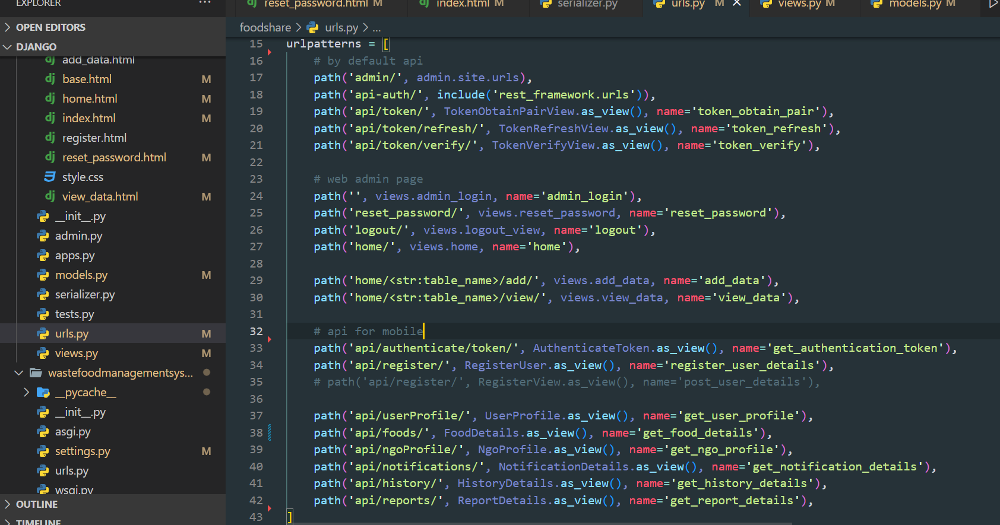 EXPLORER
OPEN EDITORS
DJANGO
add_data.html
base.html M
home.html M
index.html M
register.html
reset_password.html M
style.css
view_data.html M
__init__.py
admin.py
apps.py
models.py M
serializer.py
tests.py
urls.py M
views.py M
wastefoodmanagementsys...
__pycache__
__init__.py
asgi.py
settings.py M
urls.py
wsgi.py
OUTLINE
TIMELINE
reset_password.html M
index.html M
serializer.py
urls.py M
views.py M
models.py M
foodshare > urls.py > ...
15 urlpatterns = [
16 # by default api
17 path('admin/', admin.site.urls),
18 path('api-auth/', include('rest_framework.urls')),
19 path('api/token/', TokenObtainPairView.as_view(), name='token_obtain_pair'),
20 path('api/token/refresh/', TokenRefreshView.as_view(), name='token_refresh'),
21 path('api/token/verify/', TokenVerifyView.as_view(), name='token_verify'),
22
23 # web admin page
24 path('', views.admin_login, name='admin_login'),
25 path('reset_password/', views.reset_password, name='reset_password'),
26 path('logout/', views.logout_view, name='logout'),
27 path('home/', views.home, name='home'),
28
29 path('home/<str:table_name>/add/', views.add_data, name='add_data'),
30 path('home/<str:table_name>/view/', views.view_data, name='view_data'),
31
32 # api for mobile
33 path('api/authenticate/token/', AuthenticateToken.as_view(), name='get_authentication_token'),
34 path('api/register/', RegisterUser.as_view(), name='register_user_details'),
35 # path('api/register/', RegisterView.as_view(), name='post_user_details'),
36
37 path('api/userProfile/', UserProfile.as_view(), name='get_user_profile'),
38 path('api/foods/', FoodDetails.as_view(), name='get_food_details'),
39 path('api/ngoProfile/', NgoProfile.as_view(), name='get_ngo_profile'),
40 path('api/notifications/', NotificationDetails.as_view(), name='get_notification_details'),
41 path('api/history/', HistoryDetails.as_view(), name='get_history_details'),
42 path('api/reports/', ReportDetails.as_view(), name='get_report_details'),
43 ]